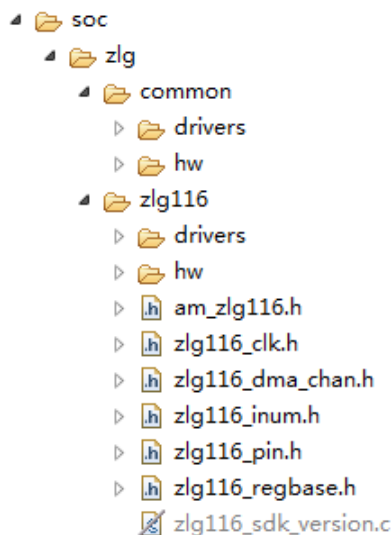 soc
zlg
common
drivers
hw
zlg116
drivers
hw
am_zlg116.h
zlg116_clk.h
zlg116_dma_chan.h
zlg116_inum.h
zlg116_pin.h
zlg116_regbase.h
zlg116_sdk_version.c